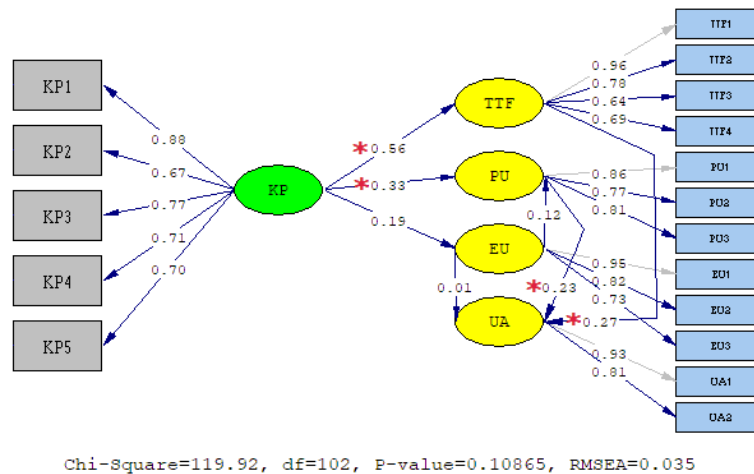 TTF1
TTF2
TTF3
TTF4
PU1
PU2
PU3
EU1
EU2
EU3
UA1
UA2
KP1
KP2
KP3
KP4
KP5
0.88
0.67
0.77
0.71
0.70
KP
*0.56
*0.33
0.19
TTF
PU
EU
UA
0.96
0.78
0.64
0.69
0.86
0.77
0.81
0.12
0.95
0.82
0.73
0.01
*0.23
*0.27
0.93
0.81
Chi-Square=119.92, df=102, P-value=0.10865, RMSEA=0.035